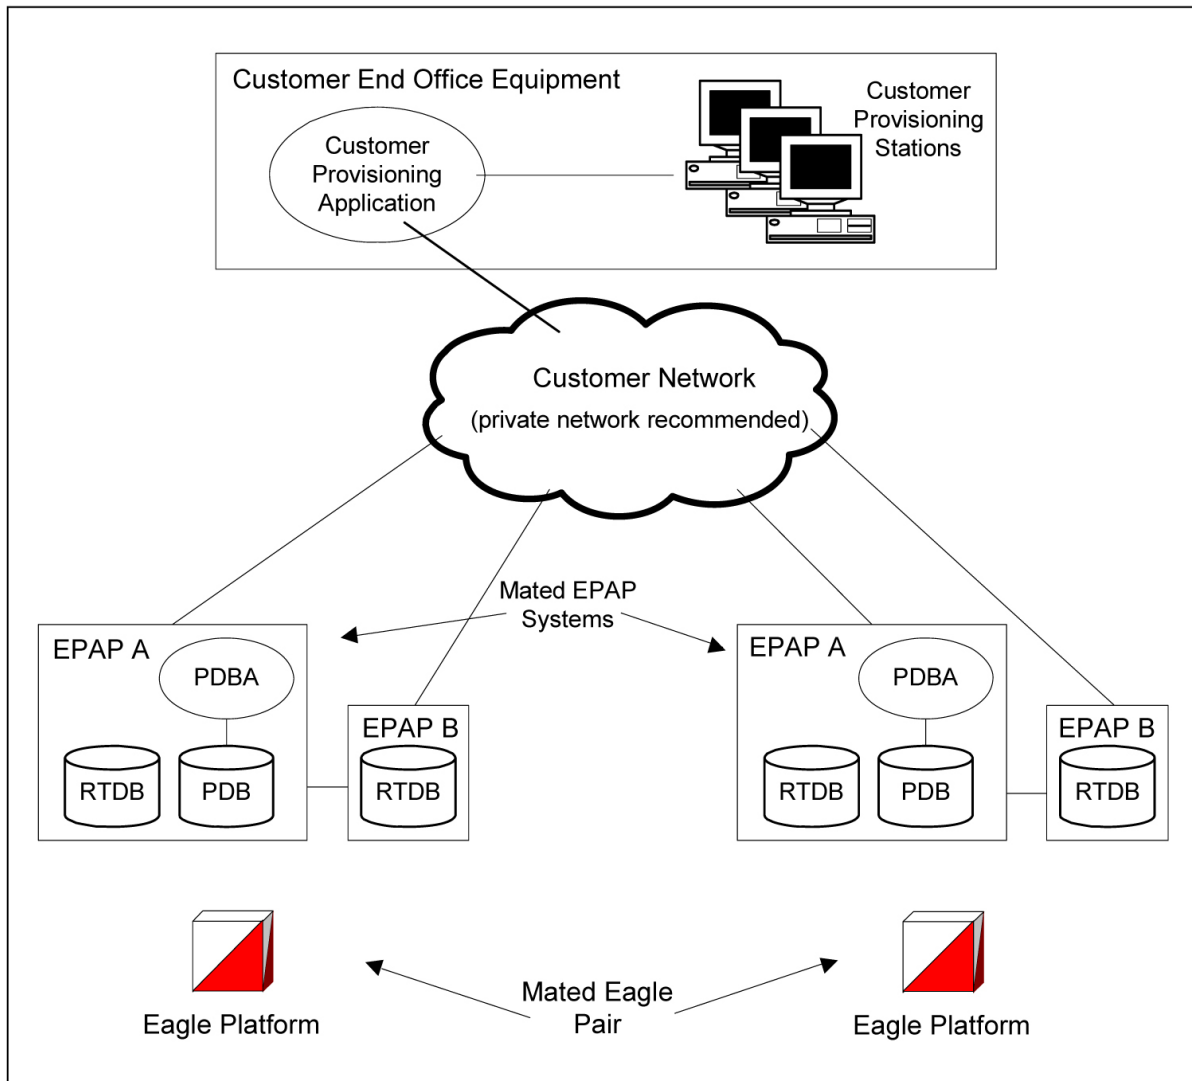 Customer End Office Equipment
Customer
Provisioning
Application
Customer
Provisioning
Stations
Customer Network
(private network recommended)
Mated EPAP
Systems
EPAP A
PDBA
RTDB
PDB
EPAP B
RTDB
EPAP A
PDBA
RTDB
PDB
EPAP B
RTDB
Eagle Platform
Mated Eagle
Pair
Eagle Platform